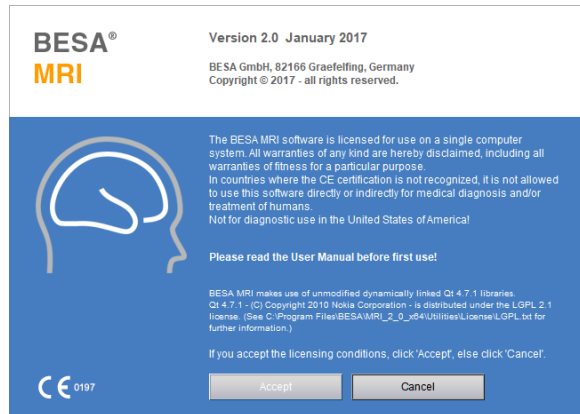 BESA®
MRI
Version 2.0 January 2017
BESA GmbH, 82166 Graefelfing, Germany
Copyright © 2017 - all rights reserved.
The BESA MRI software is licensed for use on a single computer
system. All warranties of any kind are hereby disclaimed, including all
warranties of fitness for a particular purpose.
In countries where the CE certification is not recognized, it is not allowed
to use this software directly or indirectly for medical diagnosis and/or
treatment of humans.
Not for diagnostic use in the United States of America!
Please read the User Manual before first use!
BESA MRI makes use of unmodified dynamically linked Qt 4.7.1 libraries.
Qt 4.7.1 - (C) Copyright 2010 Nokia Corporation - is distributed under the LGPL 2.1
license. (See C:\Program Files\BESA\MRI_2_0_x64\Utilities\License\LGPL.txt for
further information.)
If you accept the licensing conditions, click 'Accept', else click 'Cancel'.
CE 0197
Accept
Cancel